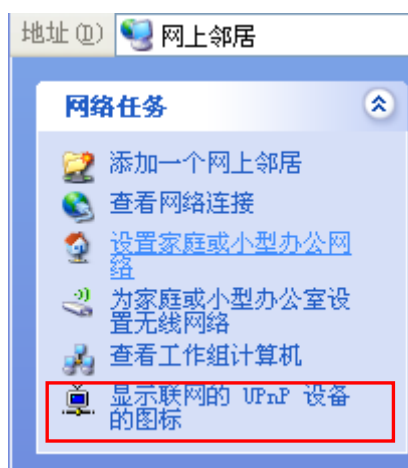 地址(D) 网上邻居
网络任务
添加一个网上邻居
查看网络连接
设置家庭或小型办公网
络
为家庭或小型办公室设
置无线网络
查看工作组计算机
显示联网的 UPnP 设备
的图标